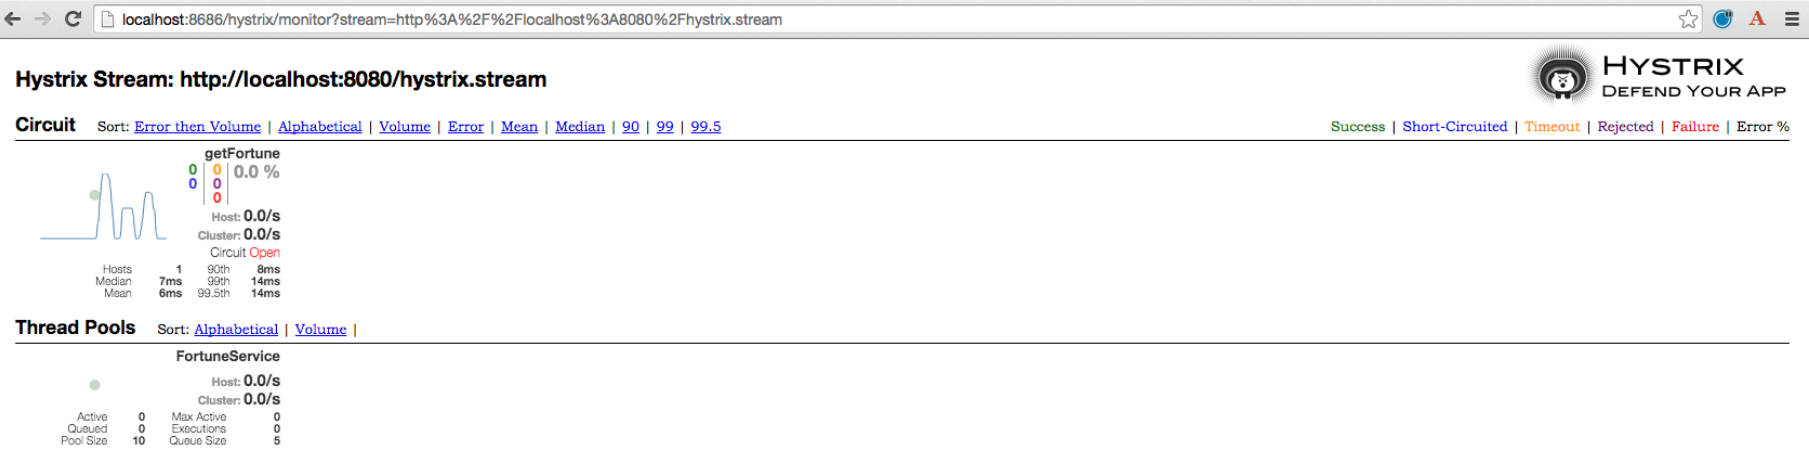 localhost:8686/hystrix/monitor?stream=http%3A%2F%2Flocalhost%3A8080%2Fhystrix.stream
A
Hystrix Stream: http://localhost:8080/hystrix.stream
HYSTRIX
DEFEND YOUR APP
Circuit Sort: Error then Volume | Alphabetical | Volume | Error | Mean | Median | 90 | 99 | 99.5
Success | Short-Circuited | Timeout | Rejected | Failure | Error %
getFortune
0 0 0.0 %
0 0
0
Host: 0.0/s
Cluster: 0.0/s
Circuit Open
Hosts 1 90th 8ms
Median 7ms 99th 14ms
Mean 6ms 99.5th 14ms
Thread Pools Sort: Alphabetical | Volume |
FortuneService
Host: 0.0/s
Cluster: 0.0/s
Active 0 Max Active 0
Queued 0 Executions 0
Pool Size 10 Queue Size 5